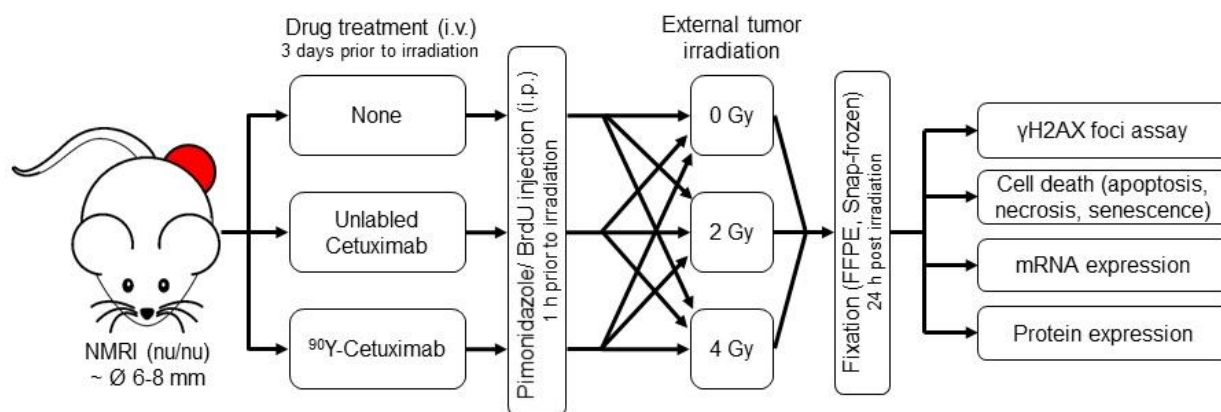 Drug treatment (i.v.)
3 days prior to irradiation
None
Unlabled
Cetuximab
⁹⁰Y-Cetuximab
NMRI (nu/nu)
~ Ø 6-8 mm
Pimonidazole/ BrdU injection (i.p.)
1 h prior to irradiation
External tumor
irradiation
0 Gy
2 Gy
4 Gy
Fixation (FFPE, Snap-frozen)
24 h post irradiation
γH2AX foci assay
Cell death (apoptosis,
necrosis, senescence)
mRNA expression
Protein expression